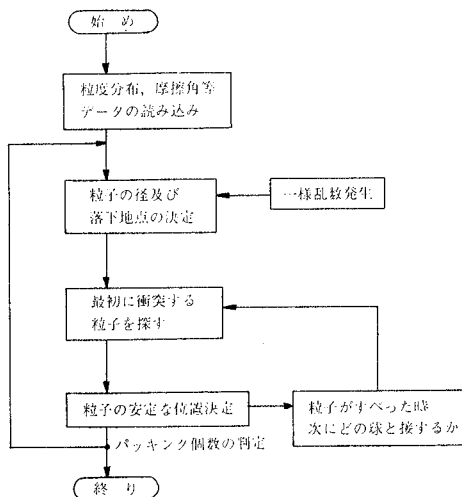 始め
粒度分布, 摩擦角等
データの読み込み
粒子の径及び
落下地点の決定
一様乱数発生
最初に衝突する
粒子を探す
粒子の安定な位置決定
粒子がすべった時
次にどの球と接するか
パッキンク個数の判定
終り